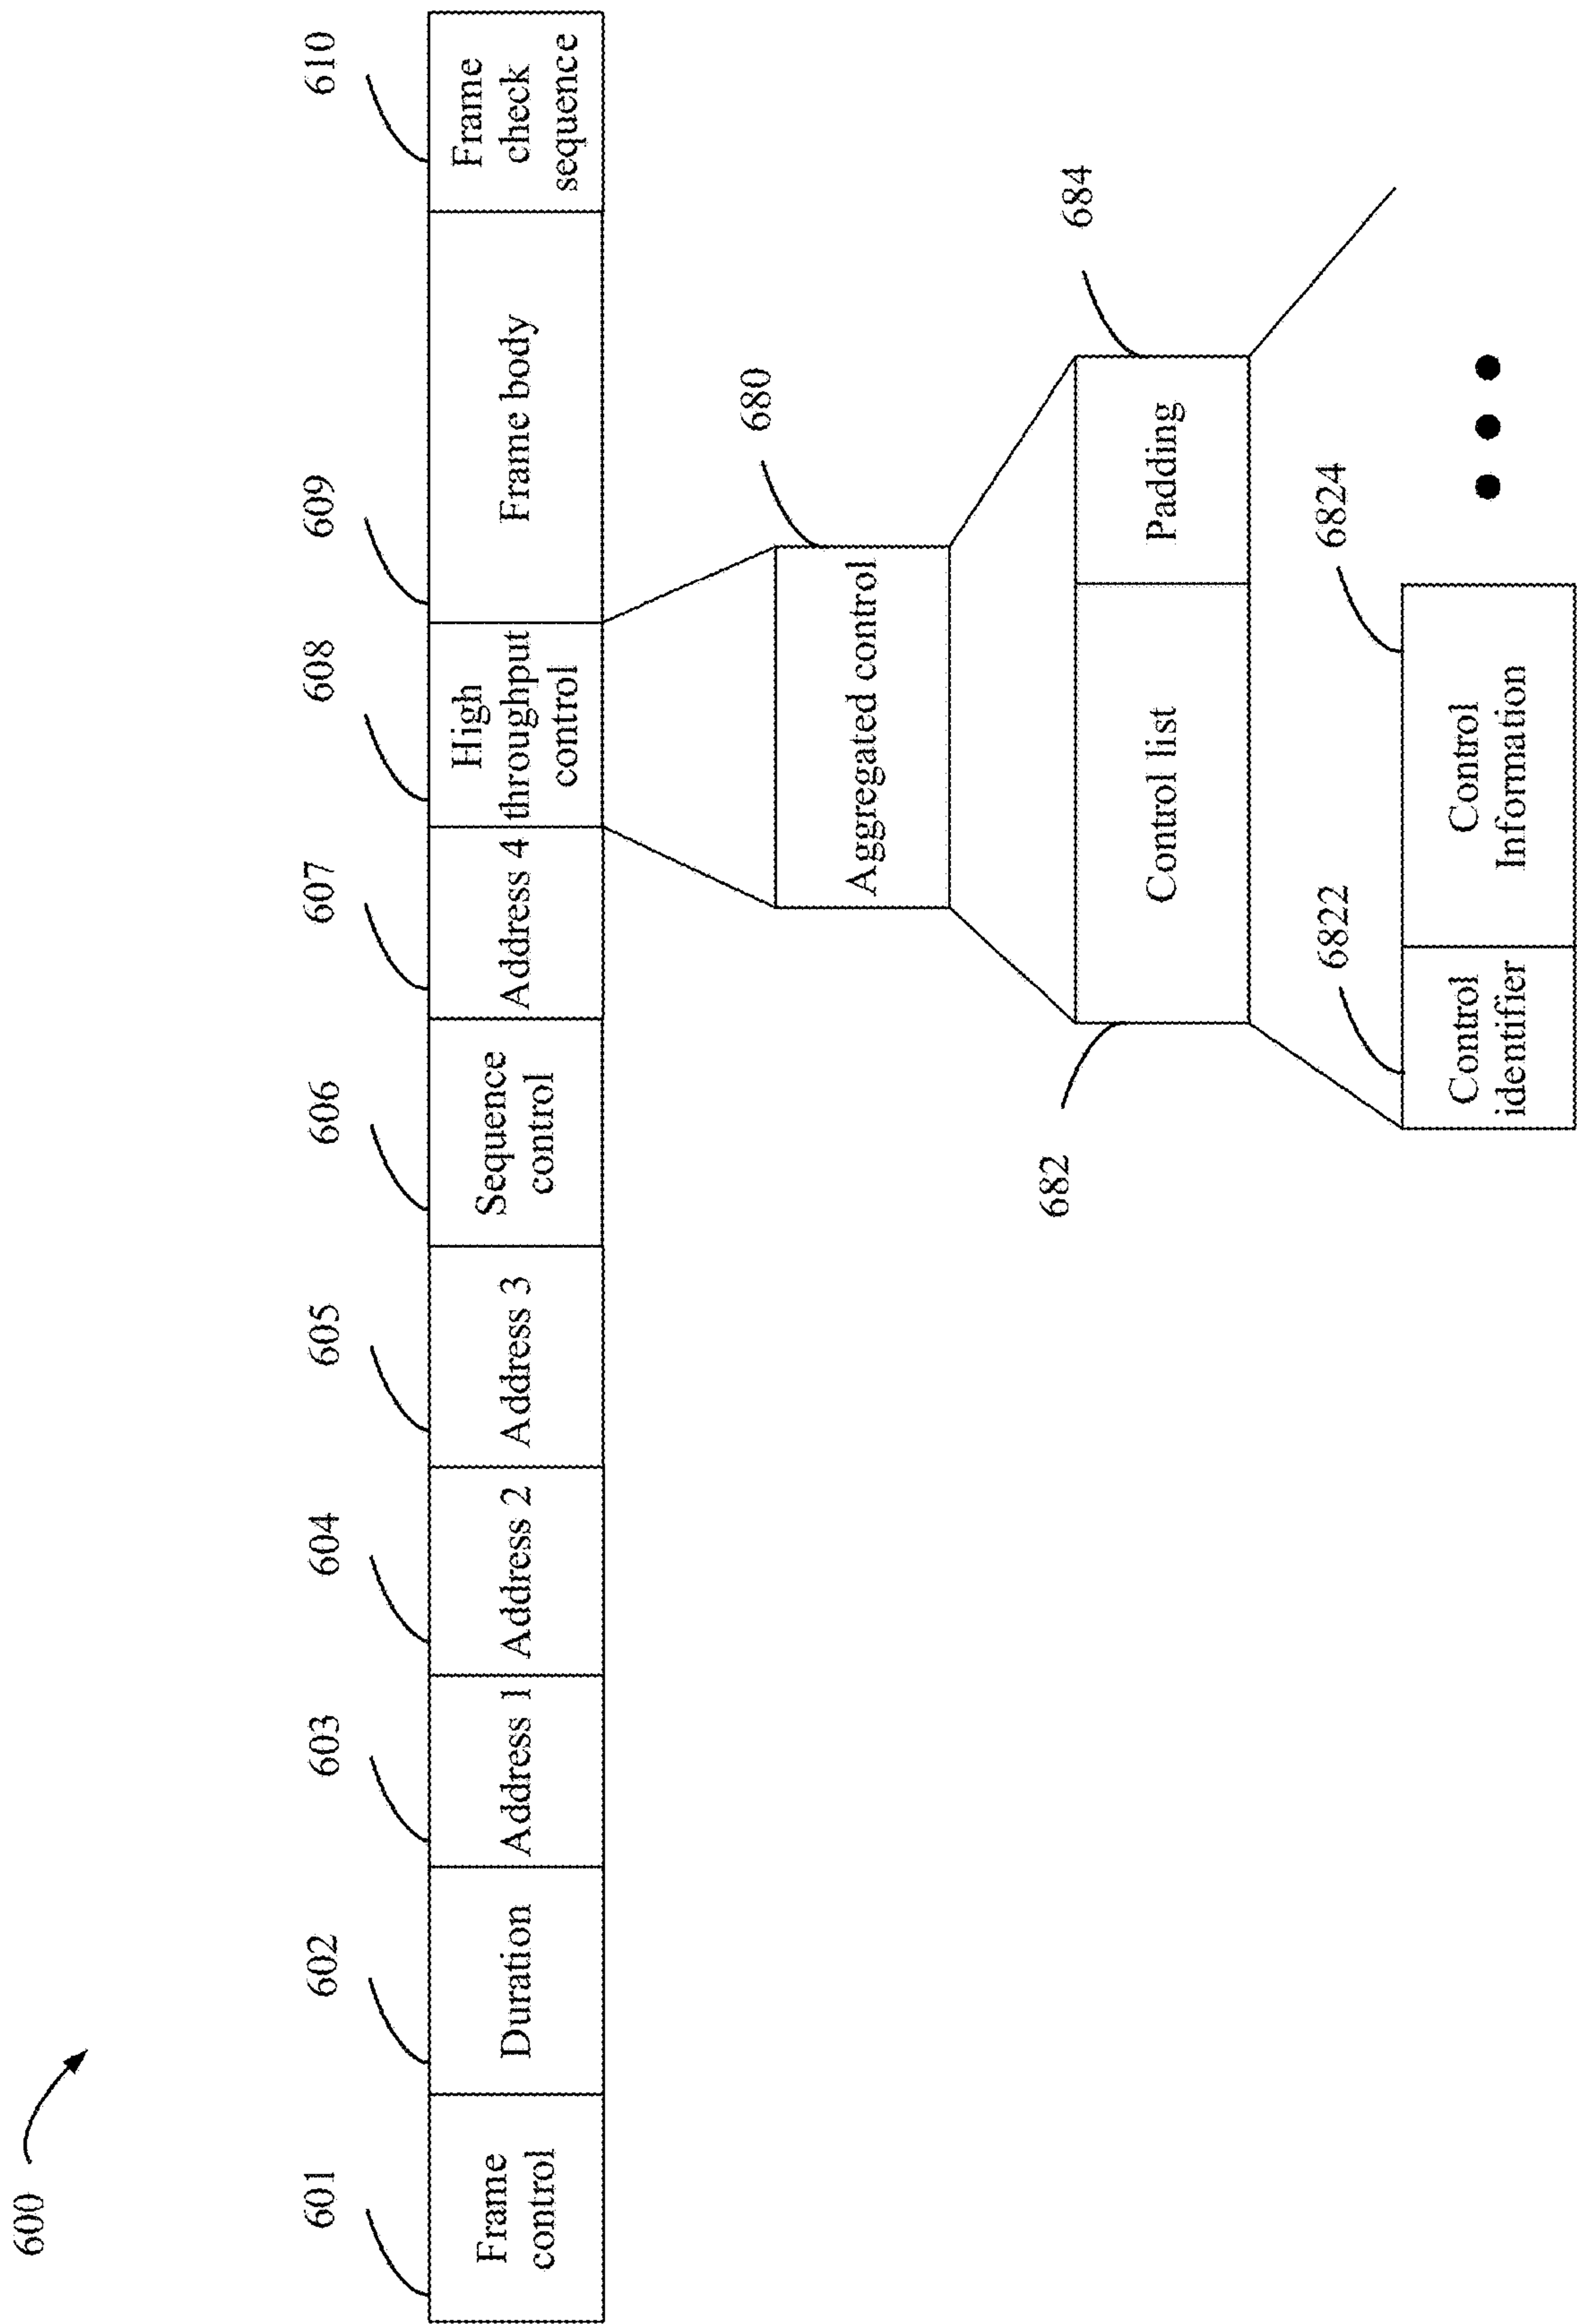 600
601
602
603
604
605
606
607
608
609
610
Frame
control
Duration
Address 1
Address 2
Address 3
Sequence
control
Address 4
High
throughput
control
Frame body
Frame
check
sequence
680
Aggregated control
682
684
Control list
Padding
6822
6824
Control
identifier
Control
Information